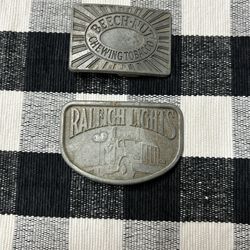 BEECH-NUT
CHEWING TOBACCO
RALEIGH LIGHTS